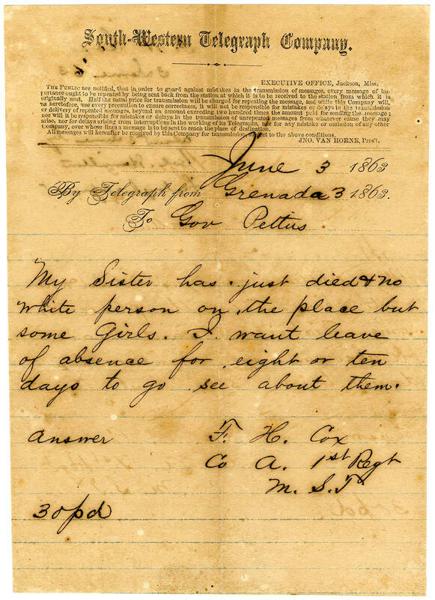 South-Western Telegraph Company.
EXECUTIVE OFFICE, Jackson, Miss.
THE PUBLIC are notified, that in order to guard against mistakes in the transmission of messages, every message of
importance ought to be repeated by being sent back from the station at which it is to be received to the station from which it is
originally sent. Half the usual price for transmission will be charged for repeating the message, and while this Company will,
as heretofore, use every precaution to ensure correctness, it will not be responsible for mistakes or delays in the transmission
or delivery of repeated messages beyond an amount exceeding five hundred times the amount paid for sending the message;
nor will it be responsible for mistakes or delays in the transmission of unrepeated messages from whatever cause they may
arise, nor for delays arising from interruptions in the working of its Telegraph, nor for any mistake or omission of any other
Company, over whose lines a message is to be sent to reach the place of destination.
All messages will hereafter be received by this Company for transmission, subject to the above conditions.
JNO. VAN HORNE, Pres't.
June 3 1863
By Telegraph from Grenada 3 1863.
To Gov Pettus
My Sister has just died & no
white person on the place but
some Girls. I want leave
of absence for eight or ten
days to go see about them.
answer F. H. Cox
Co A. 1st Regt
M. S. T
30 pd